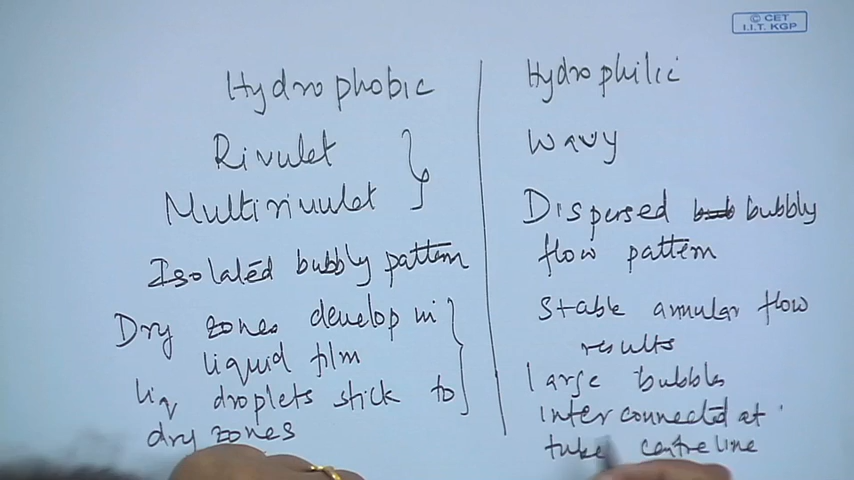 © CET
I.I.T. KGP
Hydrophobic
Rivulet
Multirivulet
Isolated bubbly pattern
Dry zones develop in
liquid film
liq droplets stick to
dry zones
Hydrophilic
Wavy
Dispersed bubbly
flow pattern
Stable annular flow
results
large bubbles
interconnected at
tube centreline